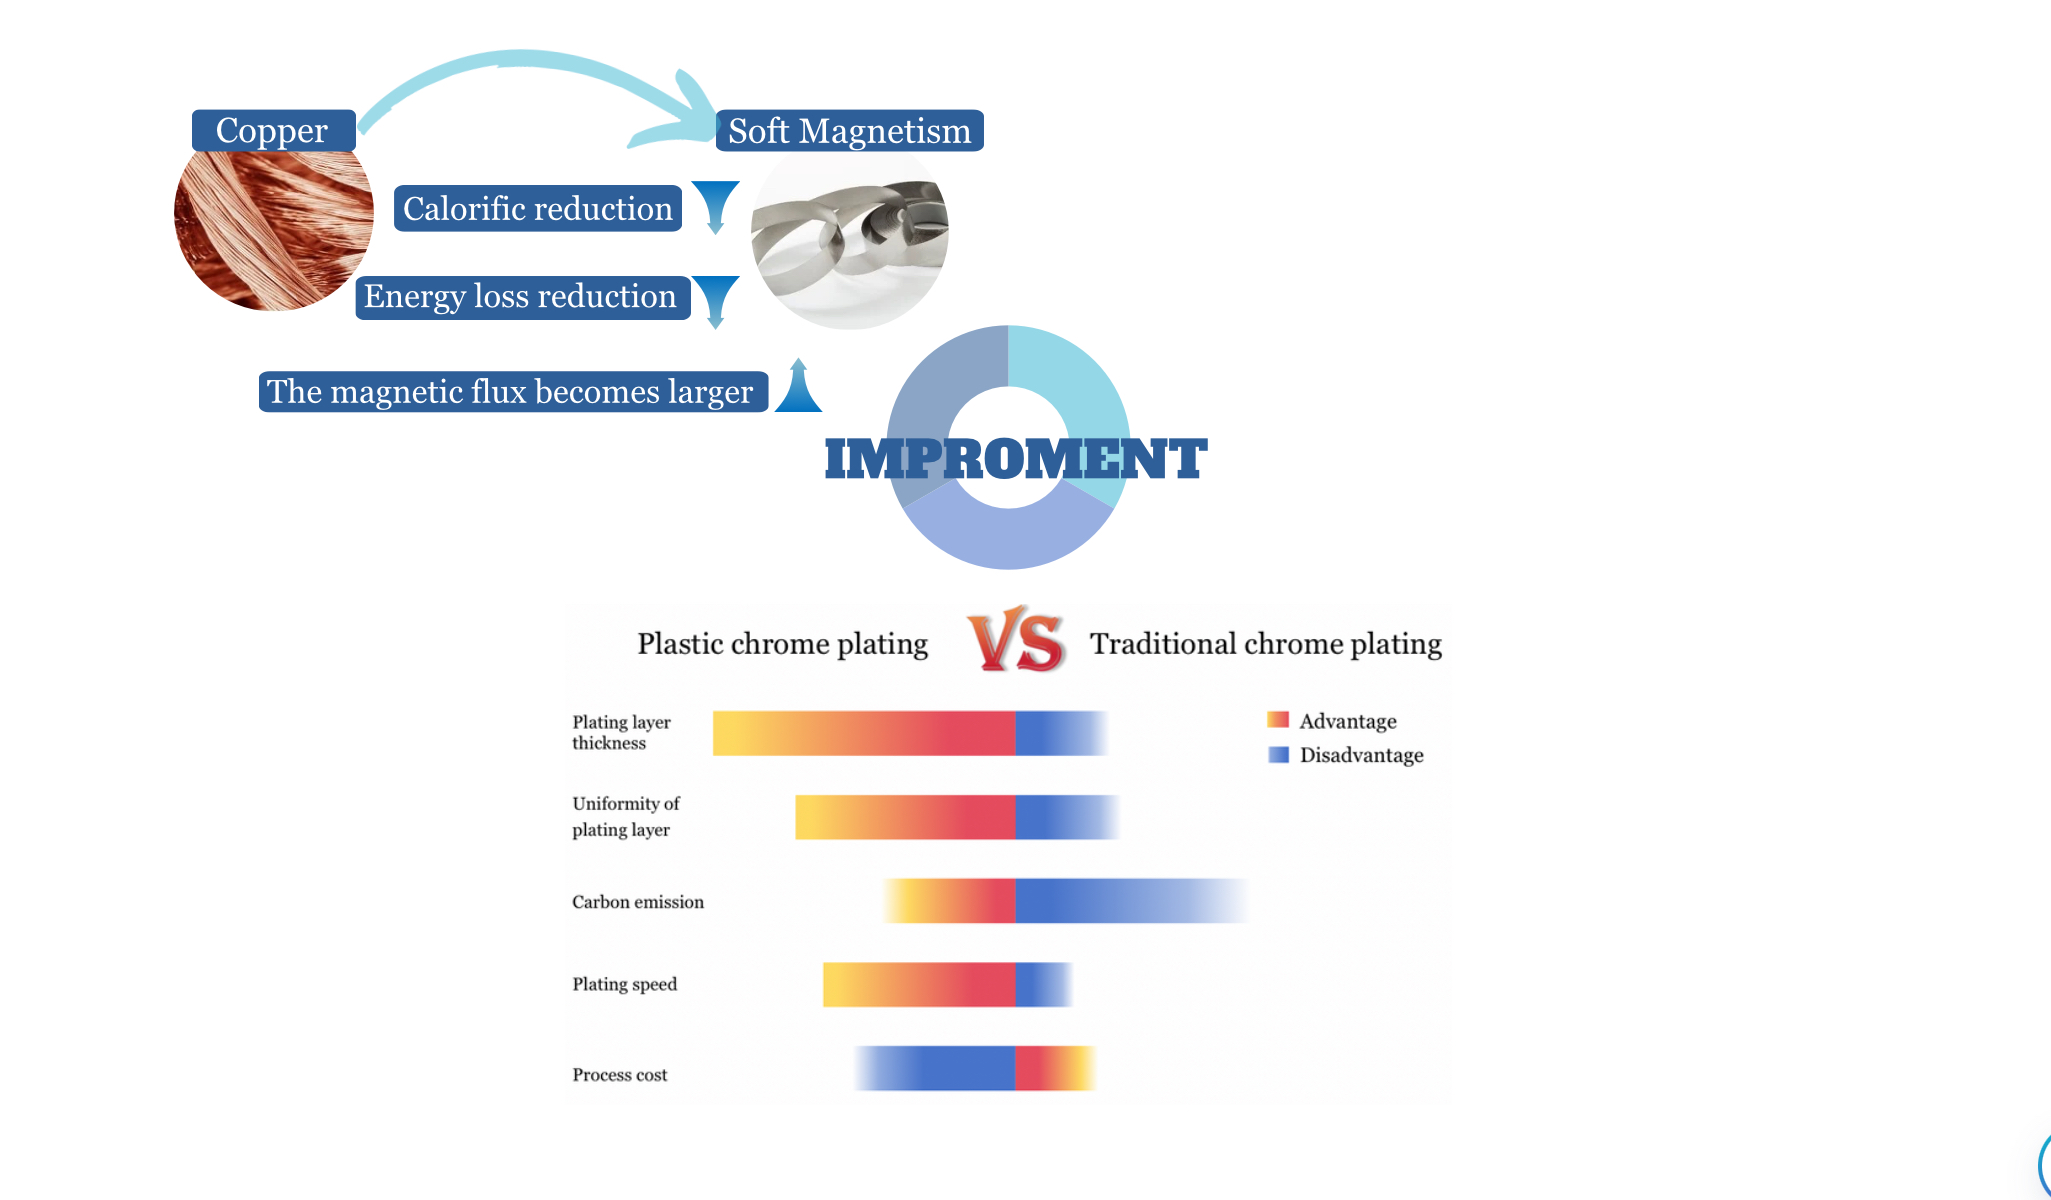 Copper
Soft Magnetism
Calorific reduction
Energy loss reduction
The magnetic flux becomes larger
IMPROMENT
Plastic chrome plating
VS
Traditional chrome plating
Plating layer
thickness
Advantage
Disadvantage
Uniformity of
plating layer
Carbon emission
Plating speed
Process cost